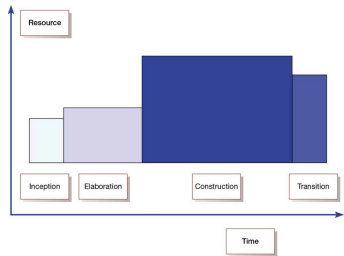 Resource
Inception
Elaboration
Construction
Transition
Time